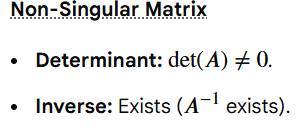 Non-Singular Matrix
• Determinant: det(A) ≠ 0.
• Inverse: Exists (A⁻¹ exists).